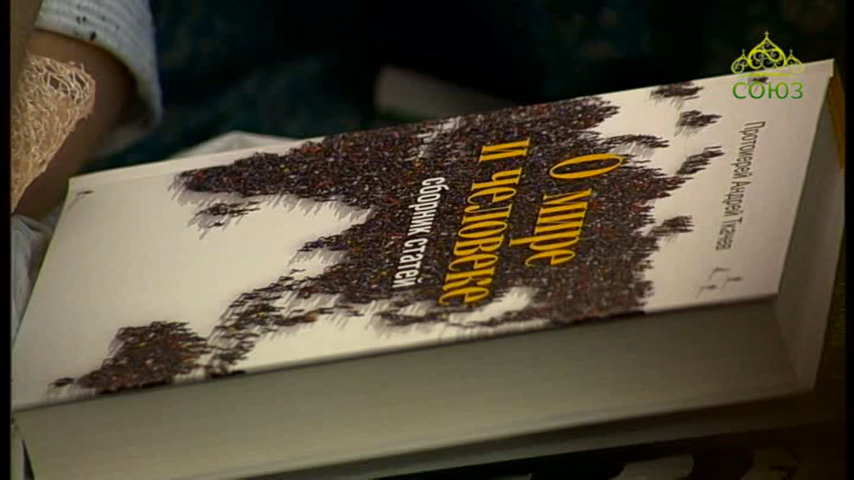 СОЮЗ
Протоиерей Андрей Ткачев
О мире
и человеке
сборник статей